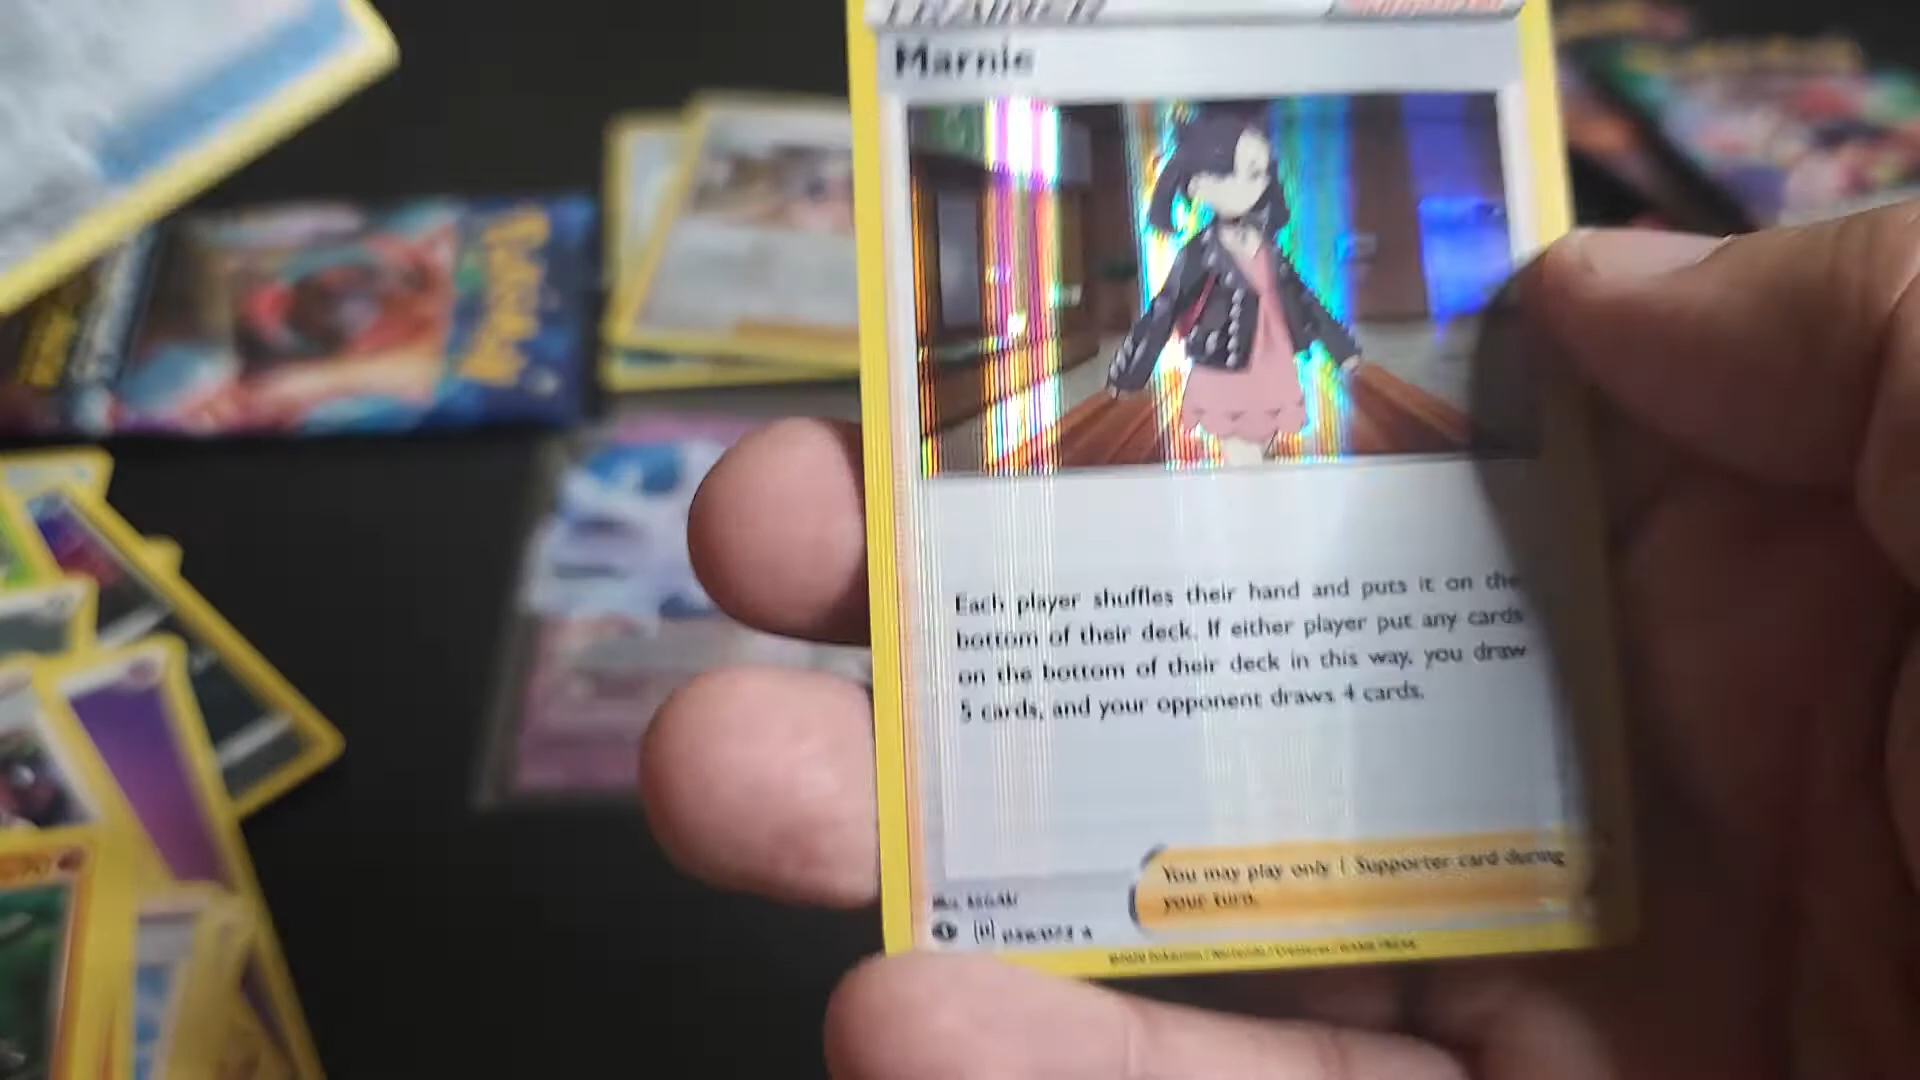 TRAINER
Marnie
Each player shuffles their hand and puts it on the
bottom of their deck. If either player put any cards
on the bottom of their deck in this way, you draw
5 cards, and your opponent draws 4 cards.
You may play only 1 Supporter card during
your turn.